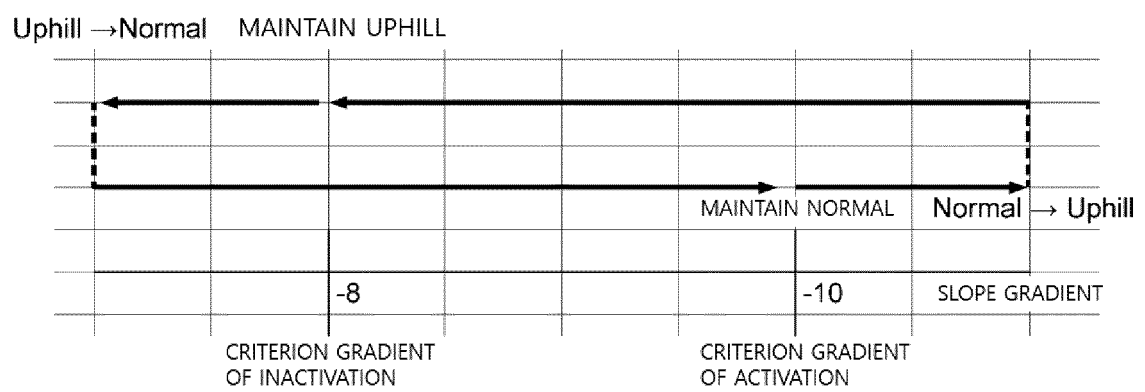 Uphill →Normal MAINTAIN UPHILL
MAINTAIN NORMAL Normal → Uphill
-8 -10 SLOPE GRADIENT
CRITERION GRADIENT
OF INACTIVATION
CRITERION GRADIENT
OF ACTIVATION